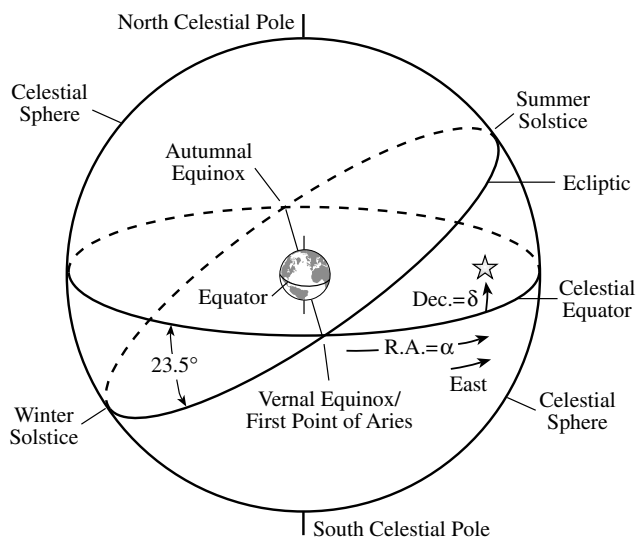 North Celestial Pole
Celestial
Sphere
Summer
Solstice
Autumnal
Equinox
Ecliptic
Equator
Dec.=δ
Celestial
Equator
R.A.=α
23.5°
East
Vernal Equinox/
First Point of Aries
Winter
Solstice
Celestial
Sphere
South Celestial Pole